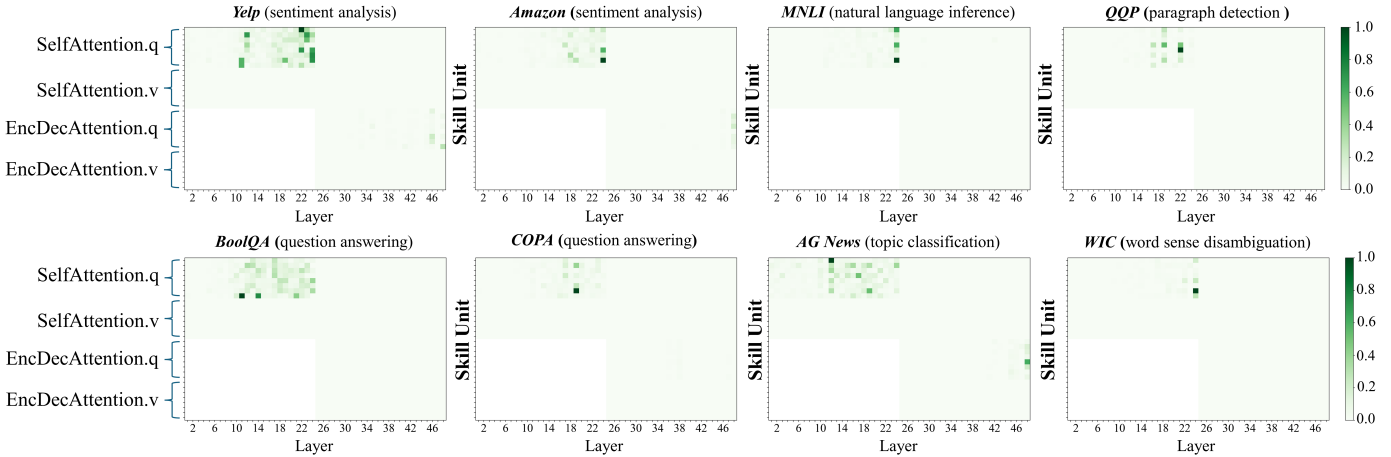 Yelp (sentiment analysis)
Amazon (sentiment analysis)
MNLI (natural language inference)
QQP (paragraph detection )
SelfAttention.q
SelfAttention.v
EncDecAttention.q
EncDecAttention.v
Skill Unit
Skill Unit
Skill Unit
1.0
0.8
0.6
0.4
0.2
0.0
2 6 10 14 18 22 26 30 34 38 42 46
2 6 10 14 18 22 26 30 34 38 42 46
2 6 10 14 18 22 26 30 34 38 42 46
2 6 10 14 18 22 26 30 34 38 42 46
Layer
Layer
Layer
Layer
BoolQA (question answering)
COPA (question answering)
AG News (topic classification)
WIC (word sense disambiguation)
SelfAttention.q
SelfAttention.v
EncDecAttention.q
EncDecAttention.v
Skill Unit
Skill Unit
Skill Unit
1.0
0.8
0.6
0.4
0.2
0.0
2 6 10 14 18 22 26 30 34 38 42 46
2 6 10 14 18 22 26 30 34 38 42 46
2 6 10 14 18 22 26 30 34 38 42 46
2 6 10 14 18 22 26 30 34 38 42 46
Layer
Layer
Layer
Layer